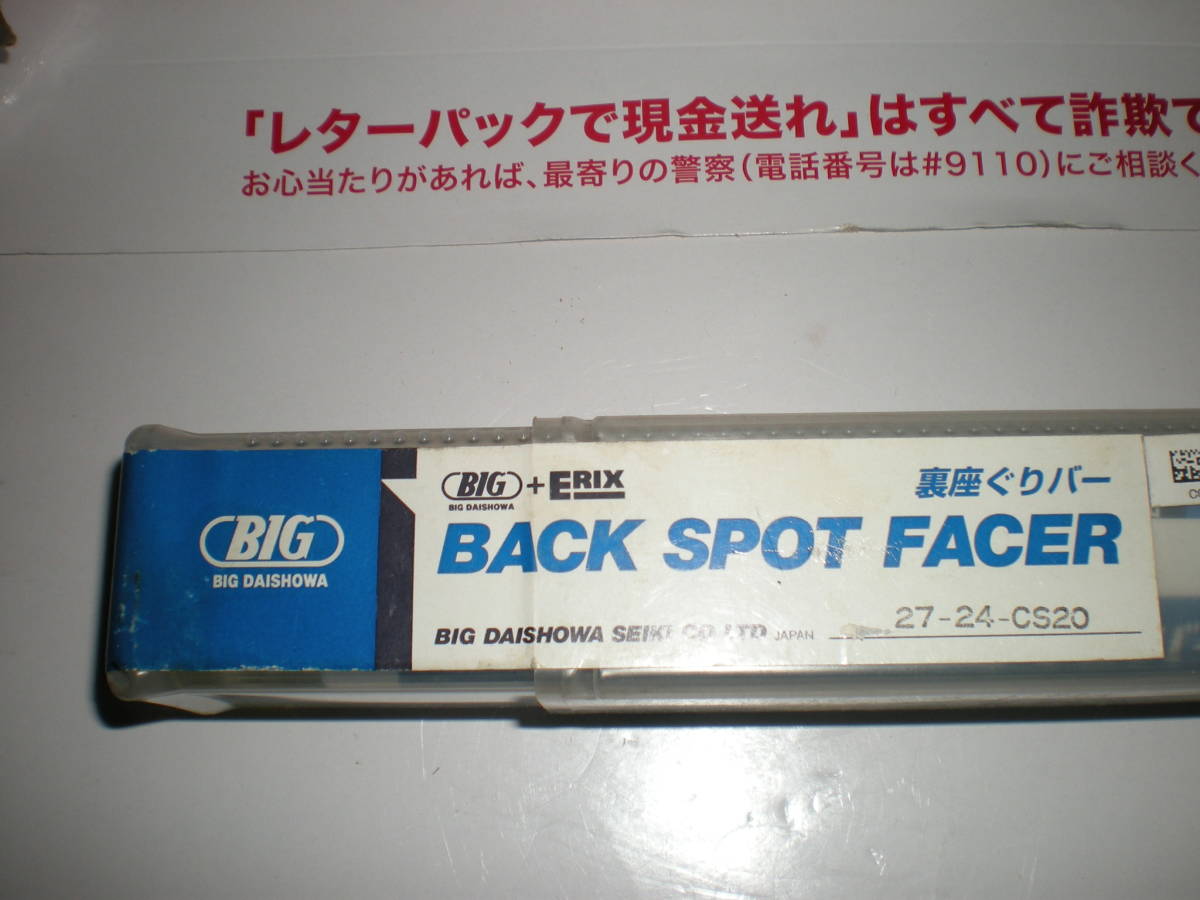 「レターパックで現金送れ」はすべて詐欺で
お心当たりがあれば、最寄りの警察(電話番号は#9110)にご相談く
BIG
BIG DAISHOWA
BIG + ERIX
BIG DAISHOWA
裏座ぐりバー
BACK SPOT FACER
BIG DAISHOWA SEIKI CO LTD JAPAN
27-24-CS20